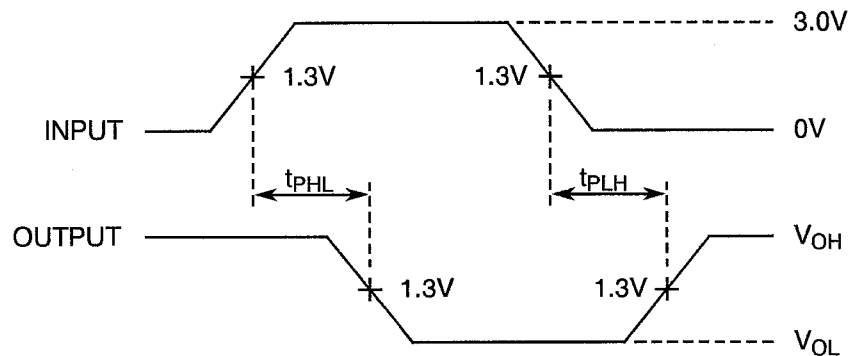 3.0V
1.3V 1.3V
INPUT 0V
tPHL tPLH
OUTPUT VOH
1.3V 1.3V
VOL